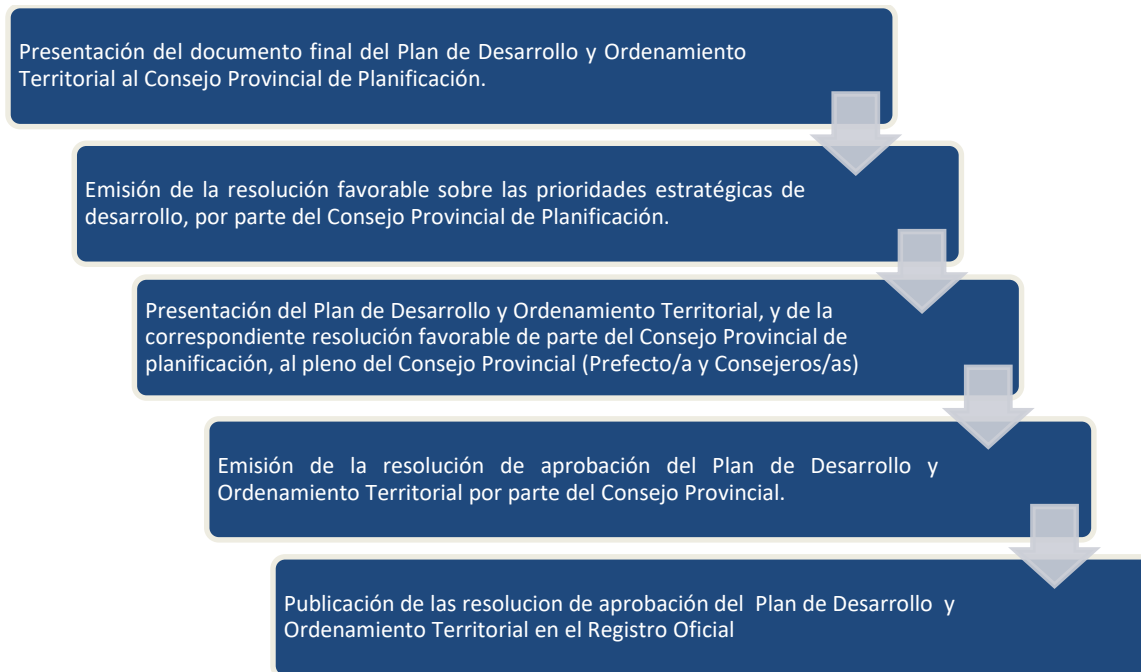 Presentación del documento final del Plan de Desarrollo y Ordenamiento
Territorial al Consejo Provincial de Planificación.
Emisión de la resolución favorable sobre las prioridades estratégicas de
desarrollo, por parte del Consejo Provincial de Planificación.
Presentación del Plan de Desarrollo y Ordenamiento Territorial, y de la
correspondiente resolución favorable de parte del Consejo Provincial de
planificación, al pleno del Consejo Provincial (Prefecto/a y Consejeros/as)
Emisión de la resolución de aprobación del Plan de Desarrollo y
Ordenamiento Territorial por parte del Consejo Provincial.
Publicación de las resolucion de aprobación del Plan de Desarrollo y
Ordenamiento Territorial en el Registro Oficial